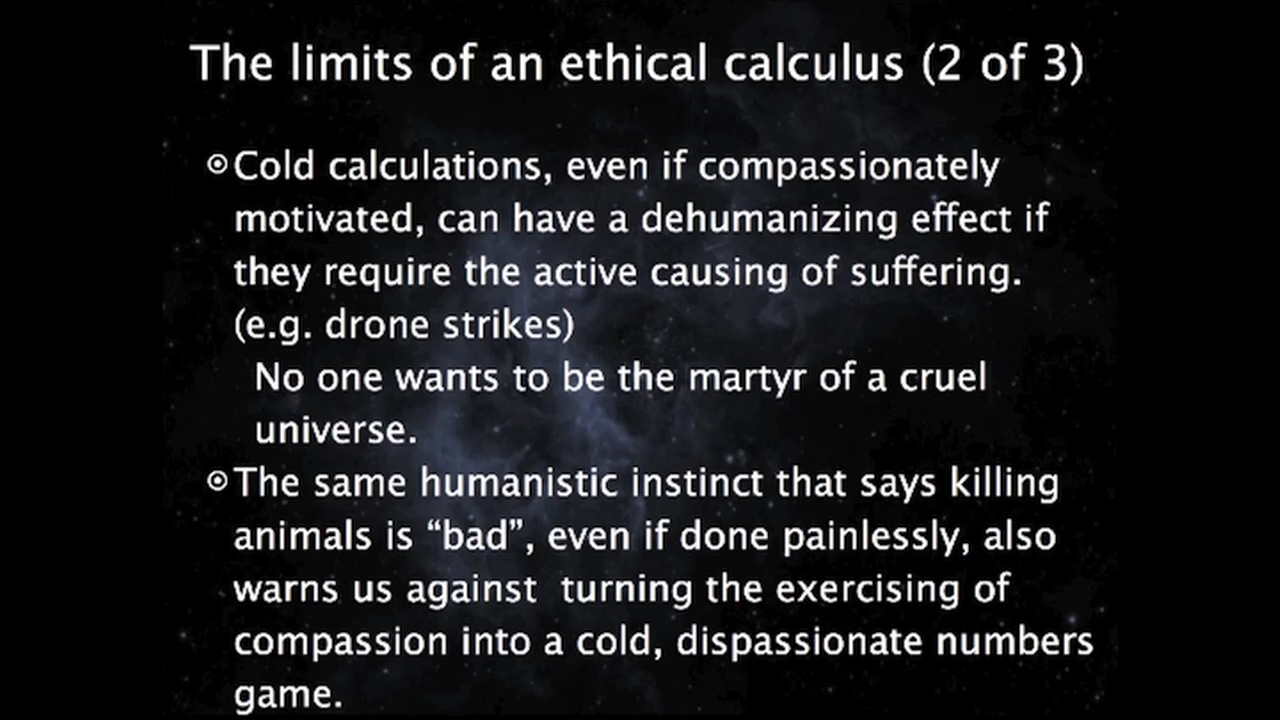 The limits of an ethical calculus (2 of 3)
Cold calculations, even if compassionately
motivated, can have a dehumanizing effect if
they require the active causing of suffering.
(e.g. drone strikes)
No one wants to be the martyr of a cruel
universe.
The same humanistic instinct that says killing
animals is “bad”, even if done painlessly, also
warns us against  turning the exercising of
compassion into a cold, dispassionate numbers
game.